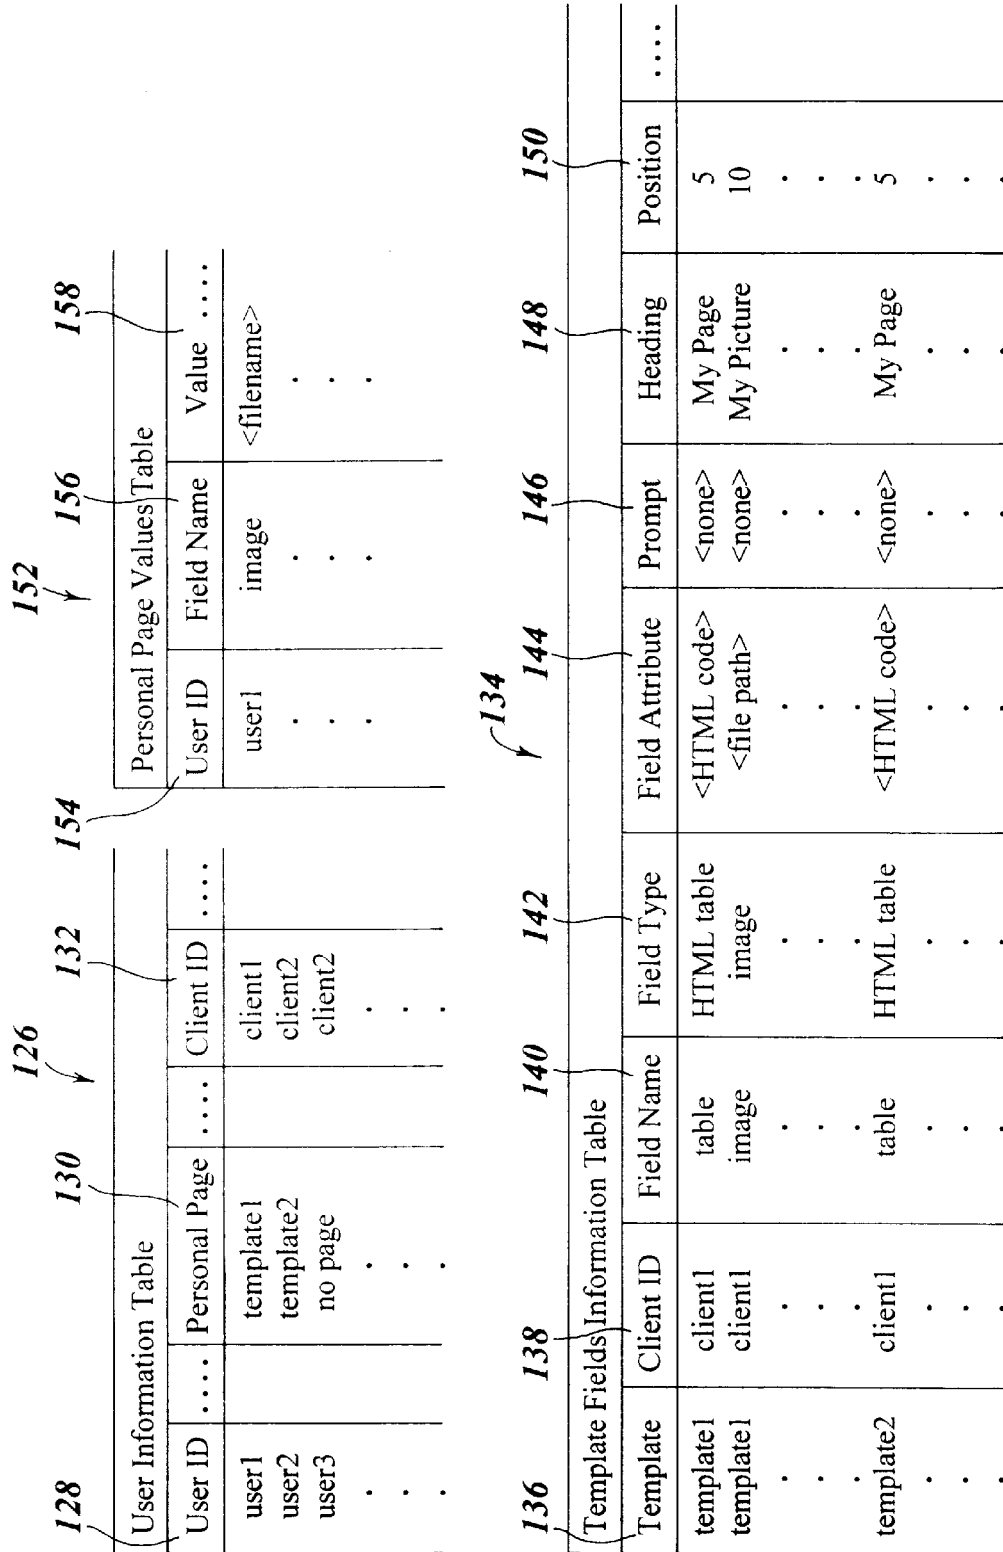 126
User Information Table
128 130 132
User ID .... Personal Page .... Client ID ....
user1 template1 client1
user2 template2 client2
user3 no page client2
. . .
. . .
. . .
152
Personal Page Values Table
154 156 158
User ID Field Name Value ....
user1 image <filename>
. . .
. . .
. . .
134
Template Fields Information Table
136 138 140 142 144 146 148 150
Template Client ID Field Name Field Type Field Attribute Prompt Heading Position ....
template1 client1 table HTML table <HTML code> <none> My Page 5
template1 client1 image image <file path> <none> My Picture 10
. . . . . . . .
. . . . . . . .
. . . . . . . .
template2 client1 table HTML table <HTML code> <none> My Page 5
. . . . . . . .
. . . . . . . .
. . . . . . . .